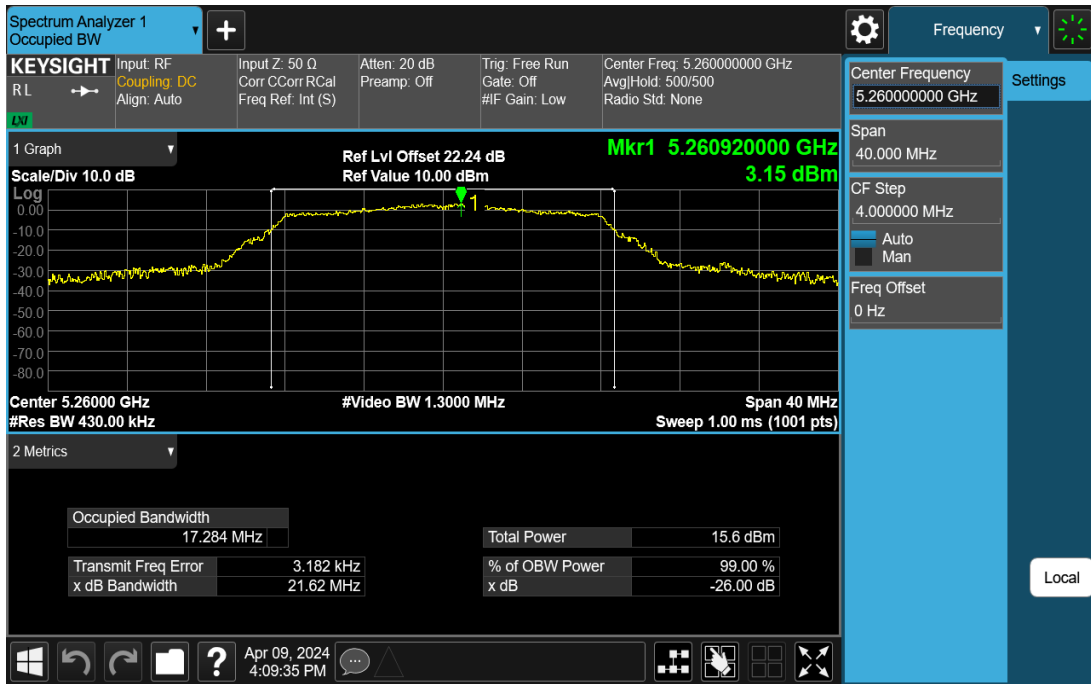 Spectrum Analyzer 1
Occupied BW
+
Frequency
KEYSIGHT
R L
LXI
Input: RF
Coupling: DC
Align: Auto
Input Z: 50 Ω
Corr CCorr RCal
Freq Ref: Int (S)
Atten: 20 dB
Preamp: Off
Trig: Free Run
Gate: Off
#IF Gain: Low
Center Freq: 5.260000000 GHz
Avg|Hold: 500/500
Radio Std: None
Center Frequency
5.260000000 GHz
Settings
Span
40.000 MHz
CF Step
4.000000 MHz
Auto
Man
Freq Offset
0 Hz
Local
1 Graph
Scale/Div 10.0 dB
Ref Lvl Offset 22.24 dB
Ref Value 10.00 dBm
Mkr1 5.260920000 GHz
3.15 dBm
Log
1
0.00
-10.0
-20.0
-30.0
-40.0
-50.0
-60.0
-70.0
-80.0
Center 5.26000 GHz
#Res BW 430.00 kHz
#Video BW 1.3000 MHz
Span 40 MHz
Sweep 1.00 ms (1001 pts)
2 Metrics
Occupied Bandwidth
17.284 MHz
Total Power 15.6 dBm
Transmit Freq Error 3.182 kHz
% of OBW Power 99.00 %
x dB Bandwidth 21.62 MHz
x dB -26.00 dB
?
Apr 09, 2024
4:09:35 PM